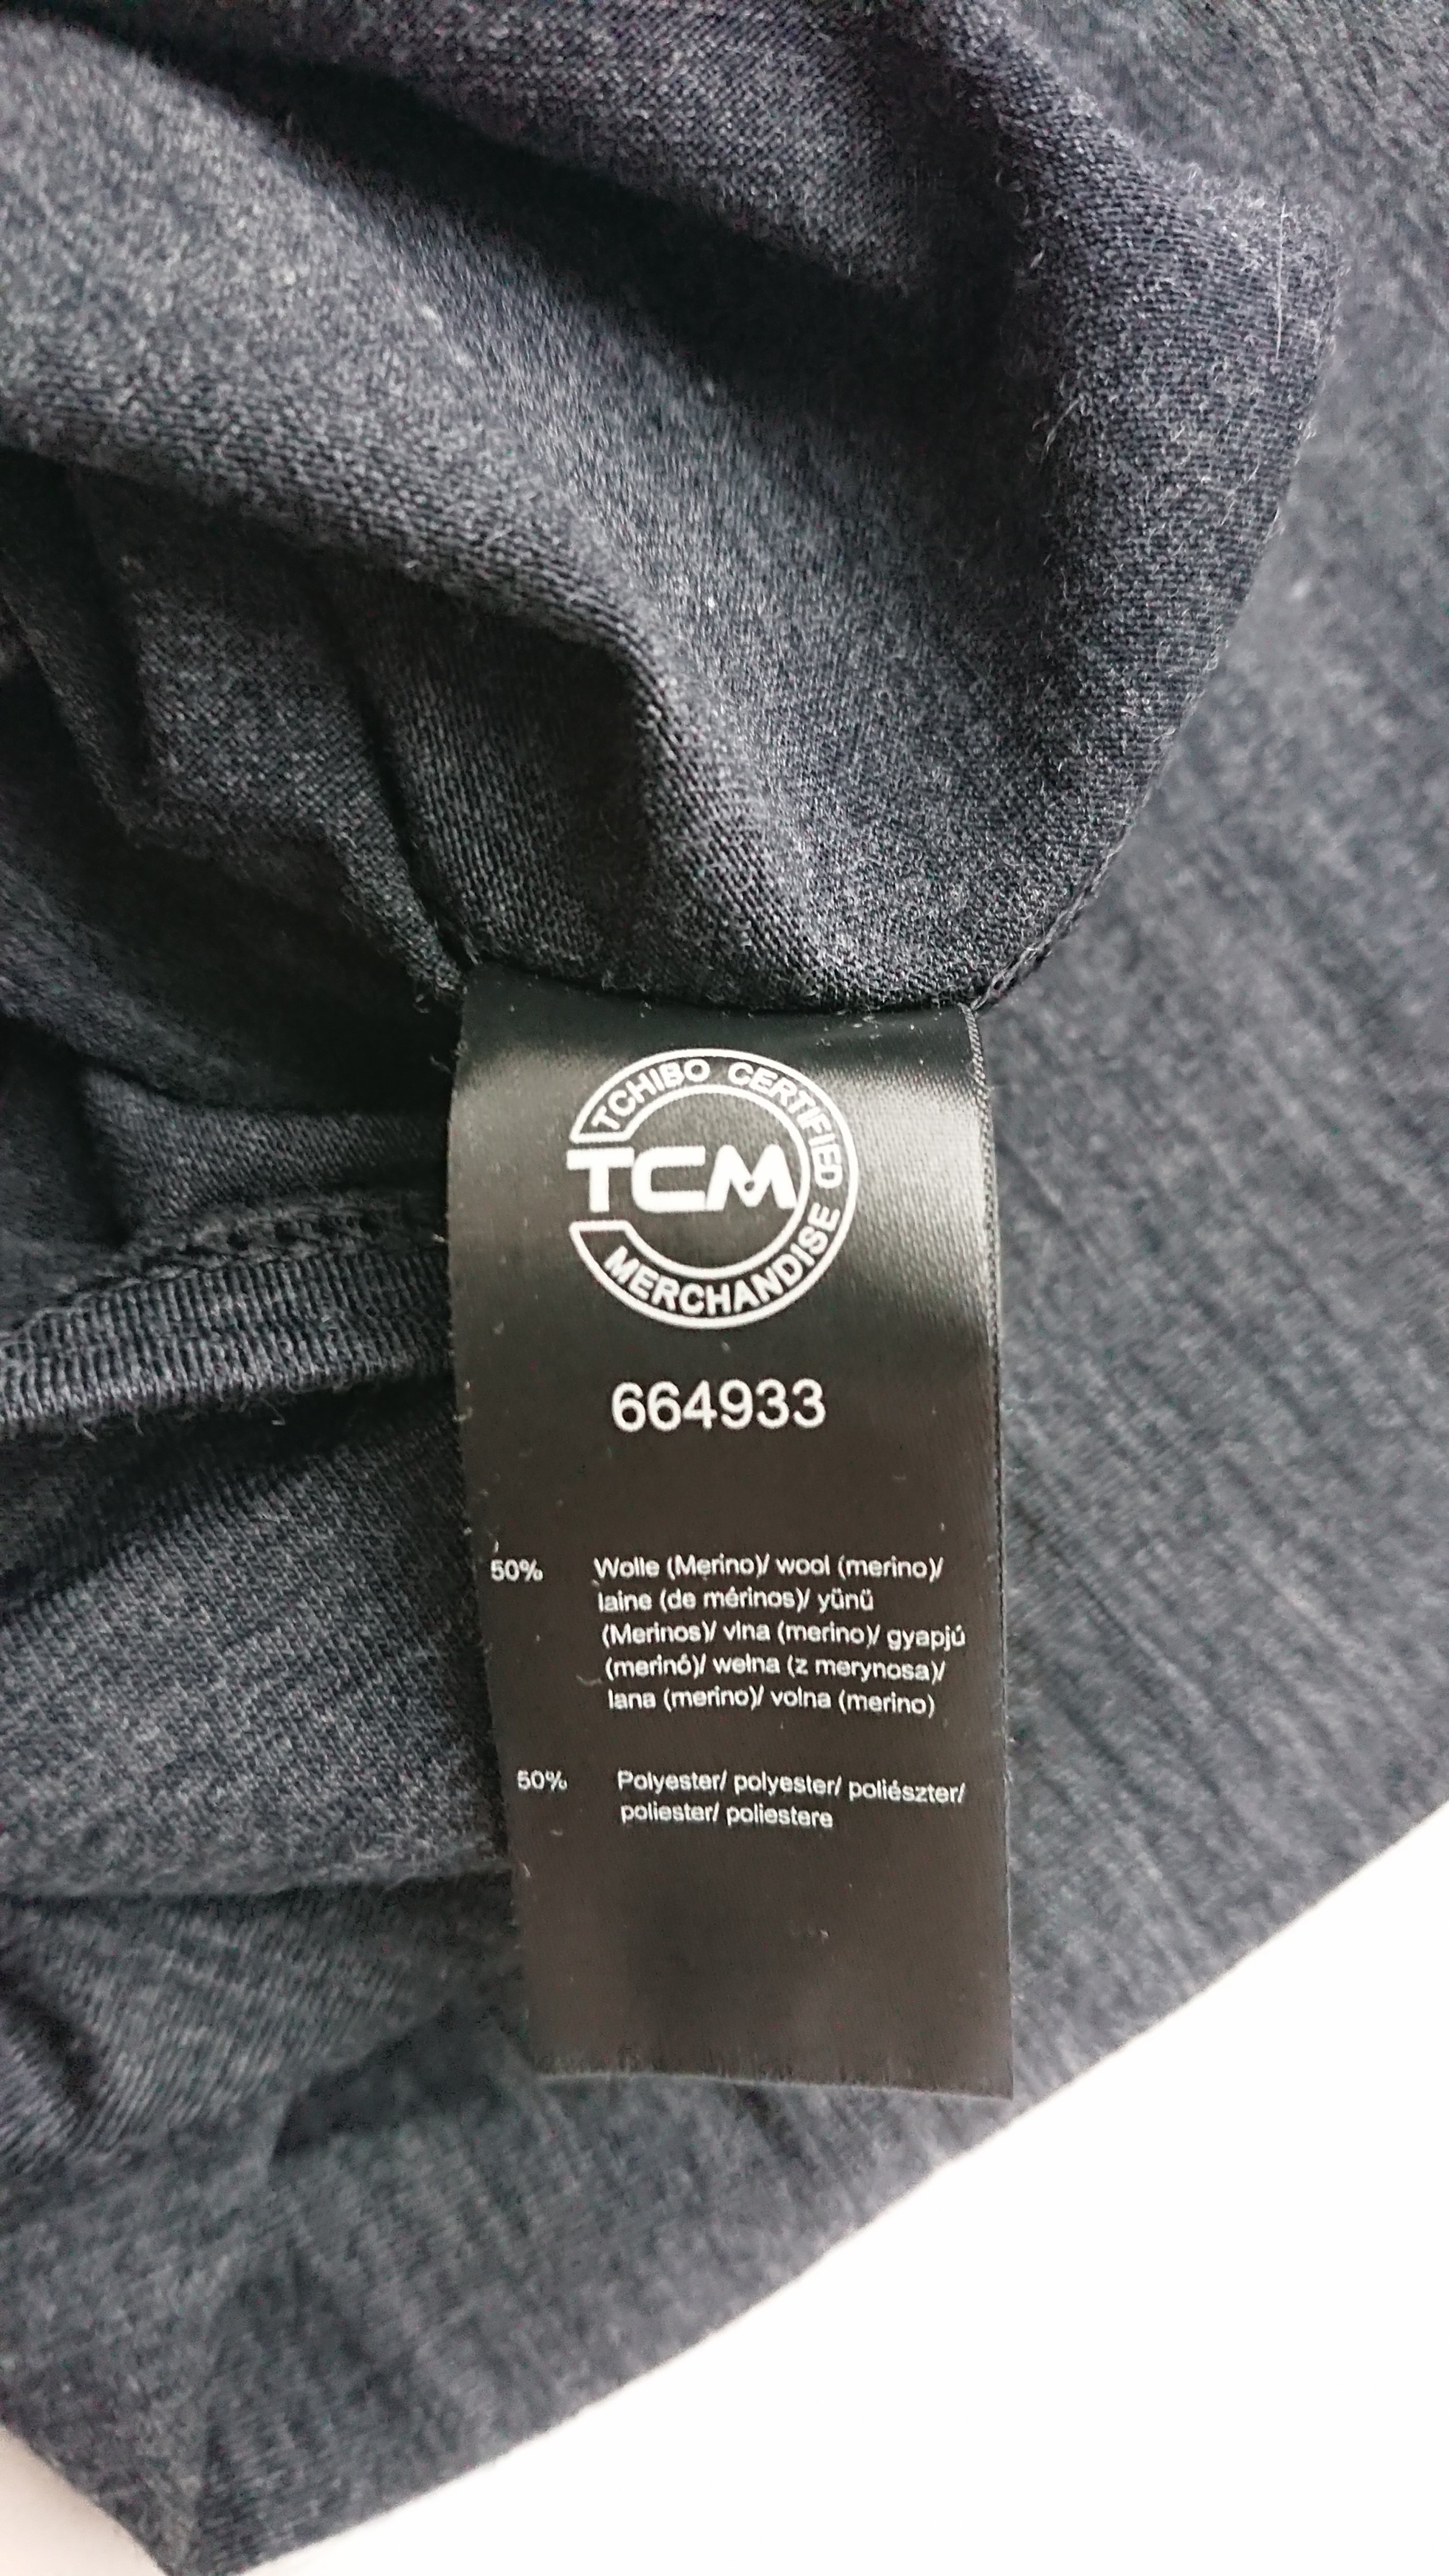 TCHIBO CERTIFIED MERCHANDISE
TCM
664933
50% Wolle (Merino)/ wool (merino)/
laine (de mérinos)/ yünü
(Merinos)/ vlna (merino)/ gyapjú
(merinó)/ wełna (z merynosa)/
lana (merino)/ volna (merino)
50% Polyester/ polyester/ poliészter/
poliester/ poliestere